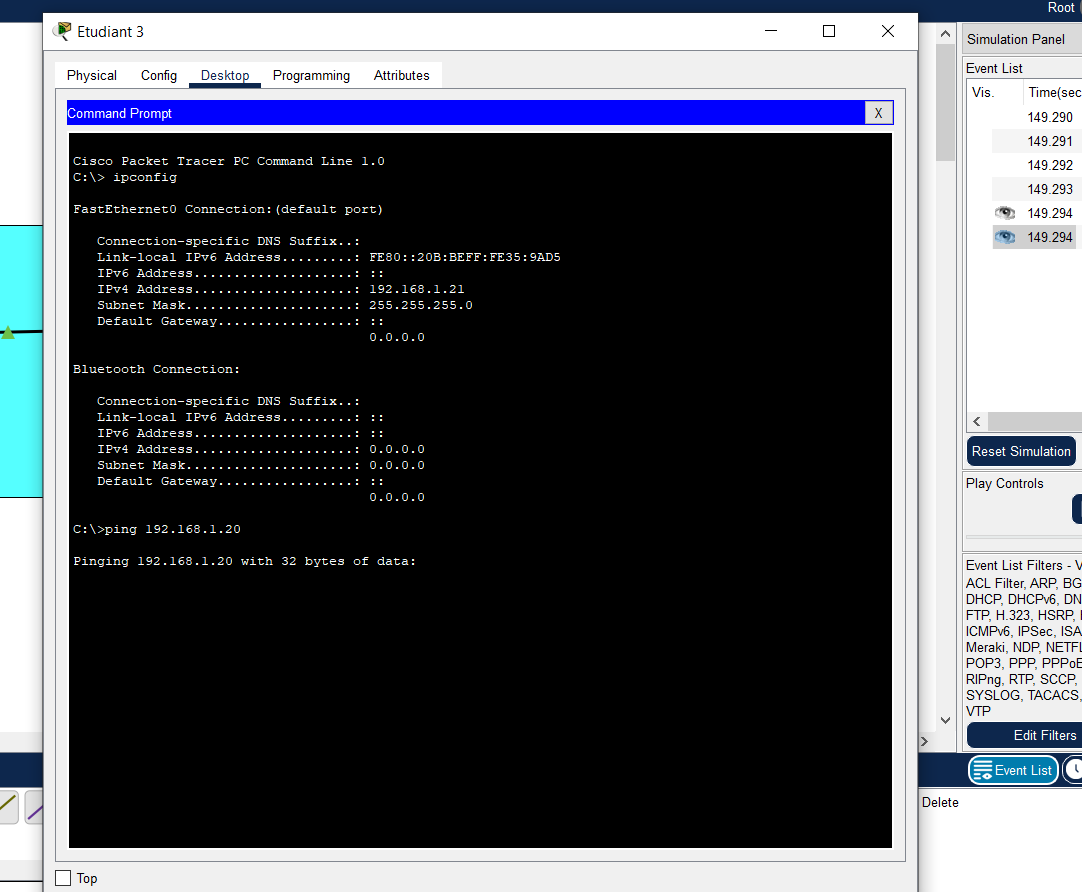 Root
Etudiant 3
Physical Config Desktop Programming Attributes
Command Prompt X
Cisco Packet Tracer PC Command Line 1.0
C:\> ipconfig
FastEthernet0 Connection:(default port)
Connection-specific DNS Suffix..:
Link-local IPv6 Address.........: FE80::20B:BEFF:FE35:9AD5
IPv6 Address....................: ::
IPv4 Address....................: 192.168.1.21
Subnet Mask.....................: 255.255.255.0
Default Gateway.................: ::
0.0.0.0
Bluetooth Connection:
Connection-specific DNS Suffix..:
Link-local IPv6 Address.........: ::
IPv6 Address....................: ::
IPv4 Address....................: 0.0.0.0
Subnet Mask.....................: 0.0.0.0
Default Gateway.................: ::
0.0.0.0
C:\>ping 192.168.1.20
Pinging 192.168.1.20 with 32 bytes of data:
Top
Simulation Panel
Event List
Vis. Time(sec
149.290
149.291
149.292
149.293
149.294
149.294
Reset Simulation
Play Controls
Event List Filters - V
ACL Filter, ARP, BG
DHCP, DHCPv6, DN
FTP, H.323, HSRP,
ICMPv6, IPSec, ISA
Meraki, NDP, NETFL
POP3, PPP, PPPoE
RIPng, RTP, SCCP,
SYSLOG, TACACS,
VTP
Edit Filters
Event List
Delete